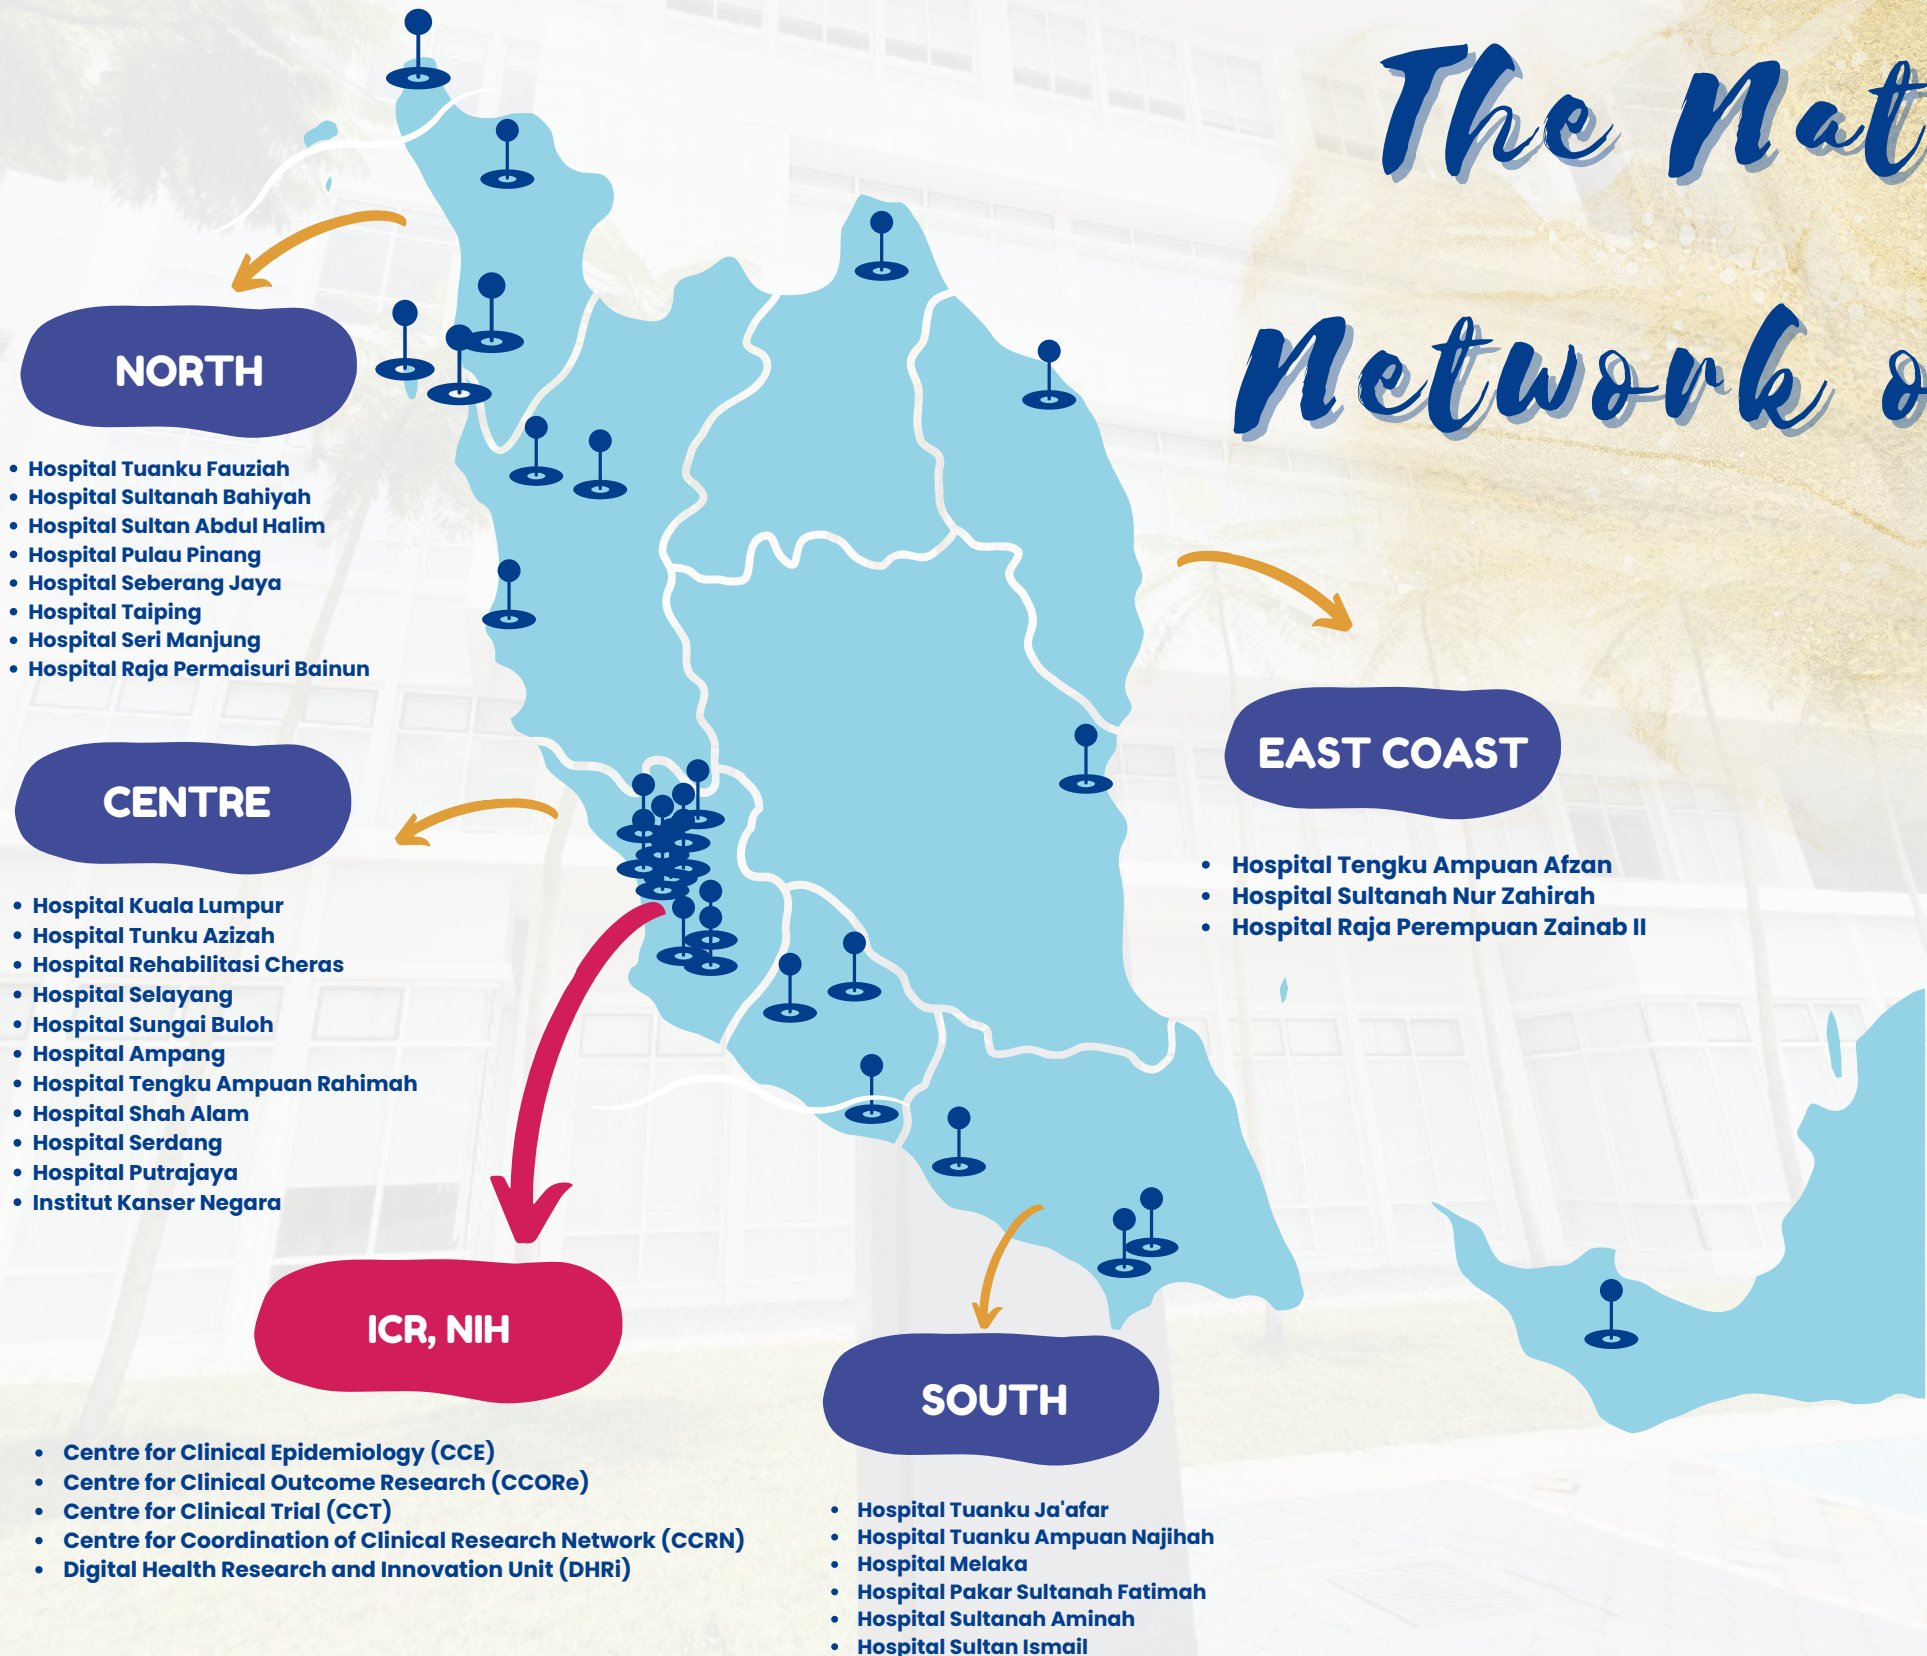 The Nat
Network o
NORTH
• Hospital Tuanku Fauziah
• Hospital Sultanah Bahiyah
• Hospital Sultan Abdul Halim
• Hospital Pulau Pinang
• Hospital Seberang Jaya
• Hospital Taiping
• Hospital Seri Manjung
• Hospital Raja Permaisuri Bainun
CENTRE
• Hospital Kuala Lumpur
• Hospital Tunku Azizah
• Hospital Rehabilitasi Cheras
• Hospital Selayang
• Hospital Sungai Buloh
• Hospital Ampang
• Hospital Tengku Ampuan Rahimah
• Hospital Shah Alam
• Hospital Serdang
• Hospital Putrajaya
• Institut Kanser Negara
EAST COAST
• Hospital Tengku Ampuan Afzan
• Hospital Sultanah Nur Zahirah
• Hospital Raja Perempuan Zainab II
ICR, NIH
• Centre for Clinical Epidemiology (CCE)
• Centre for Clinical Outcome Research (CCORe)
• Centre for Clinical Trial (CCT)
• Centre for Coordination of Clinical Research Network (CCRN)
• Digital Health Research and Innovation Unit (DHRi)
SOUTH
• Hospital Tuanku Ja'afar
• Hospital Tuanku Ampuan Najihah
• Hospital Melaka
• Hospital Pakar Sultanah Fatimah
• Hospital Sultanah Aminah
• Hospital Sultan Ismail